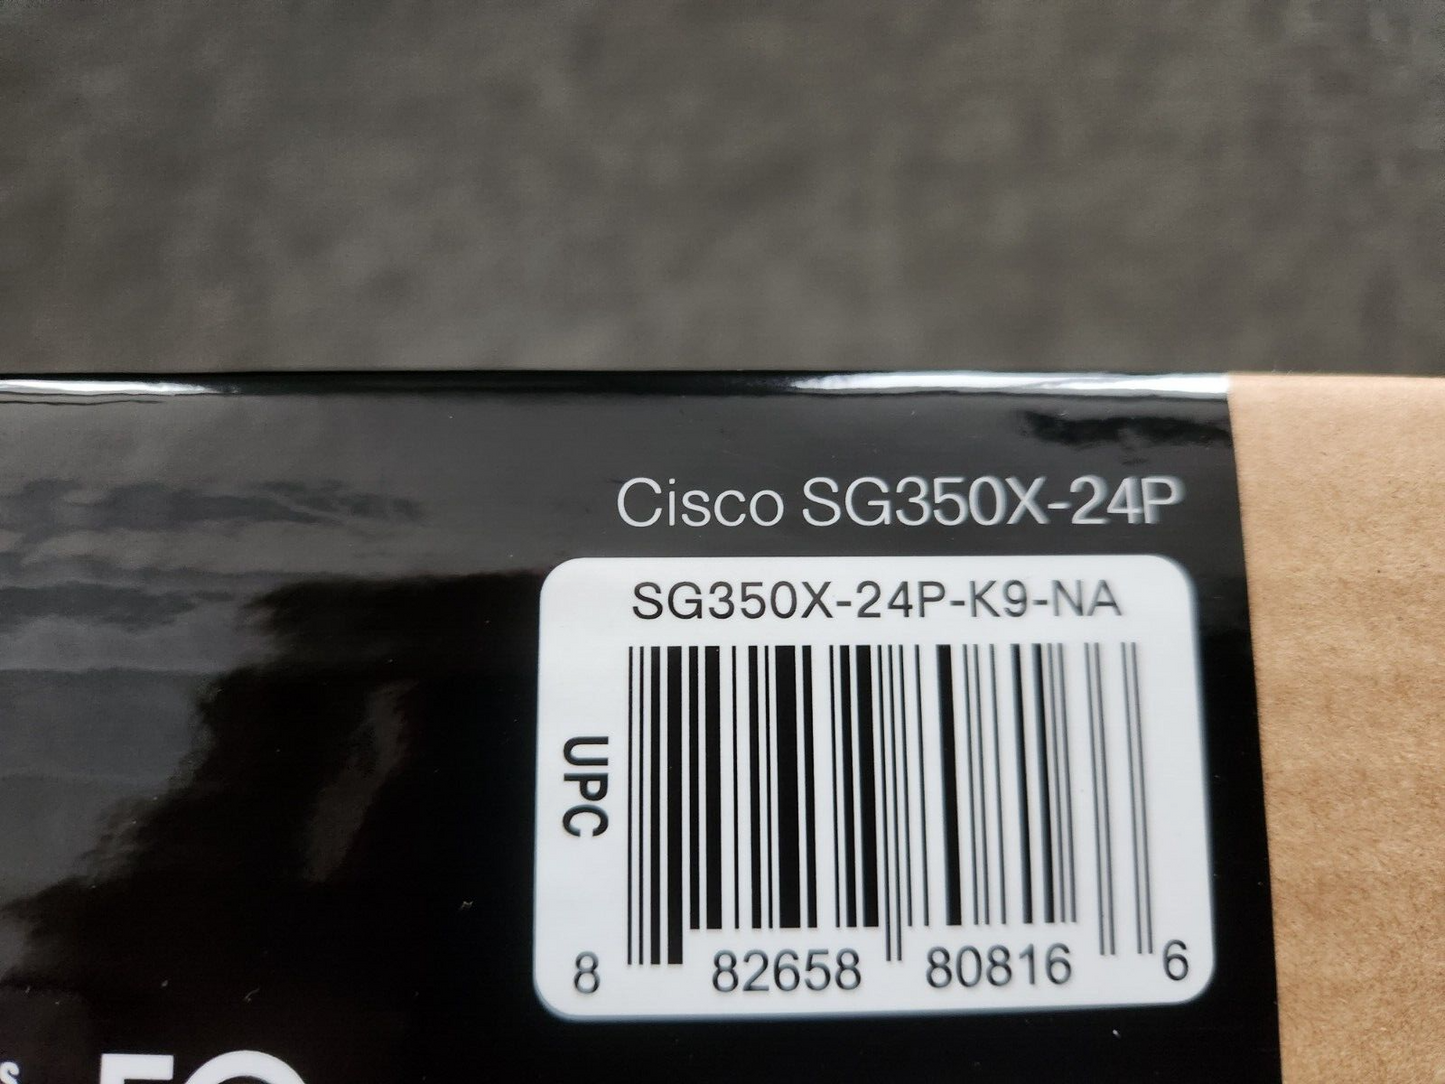 Cisco SG350X-24P
SG350X-24P-K9-NA
UPC
8 82658 80816 6